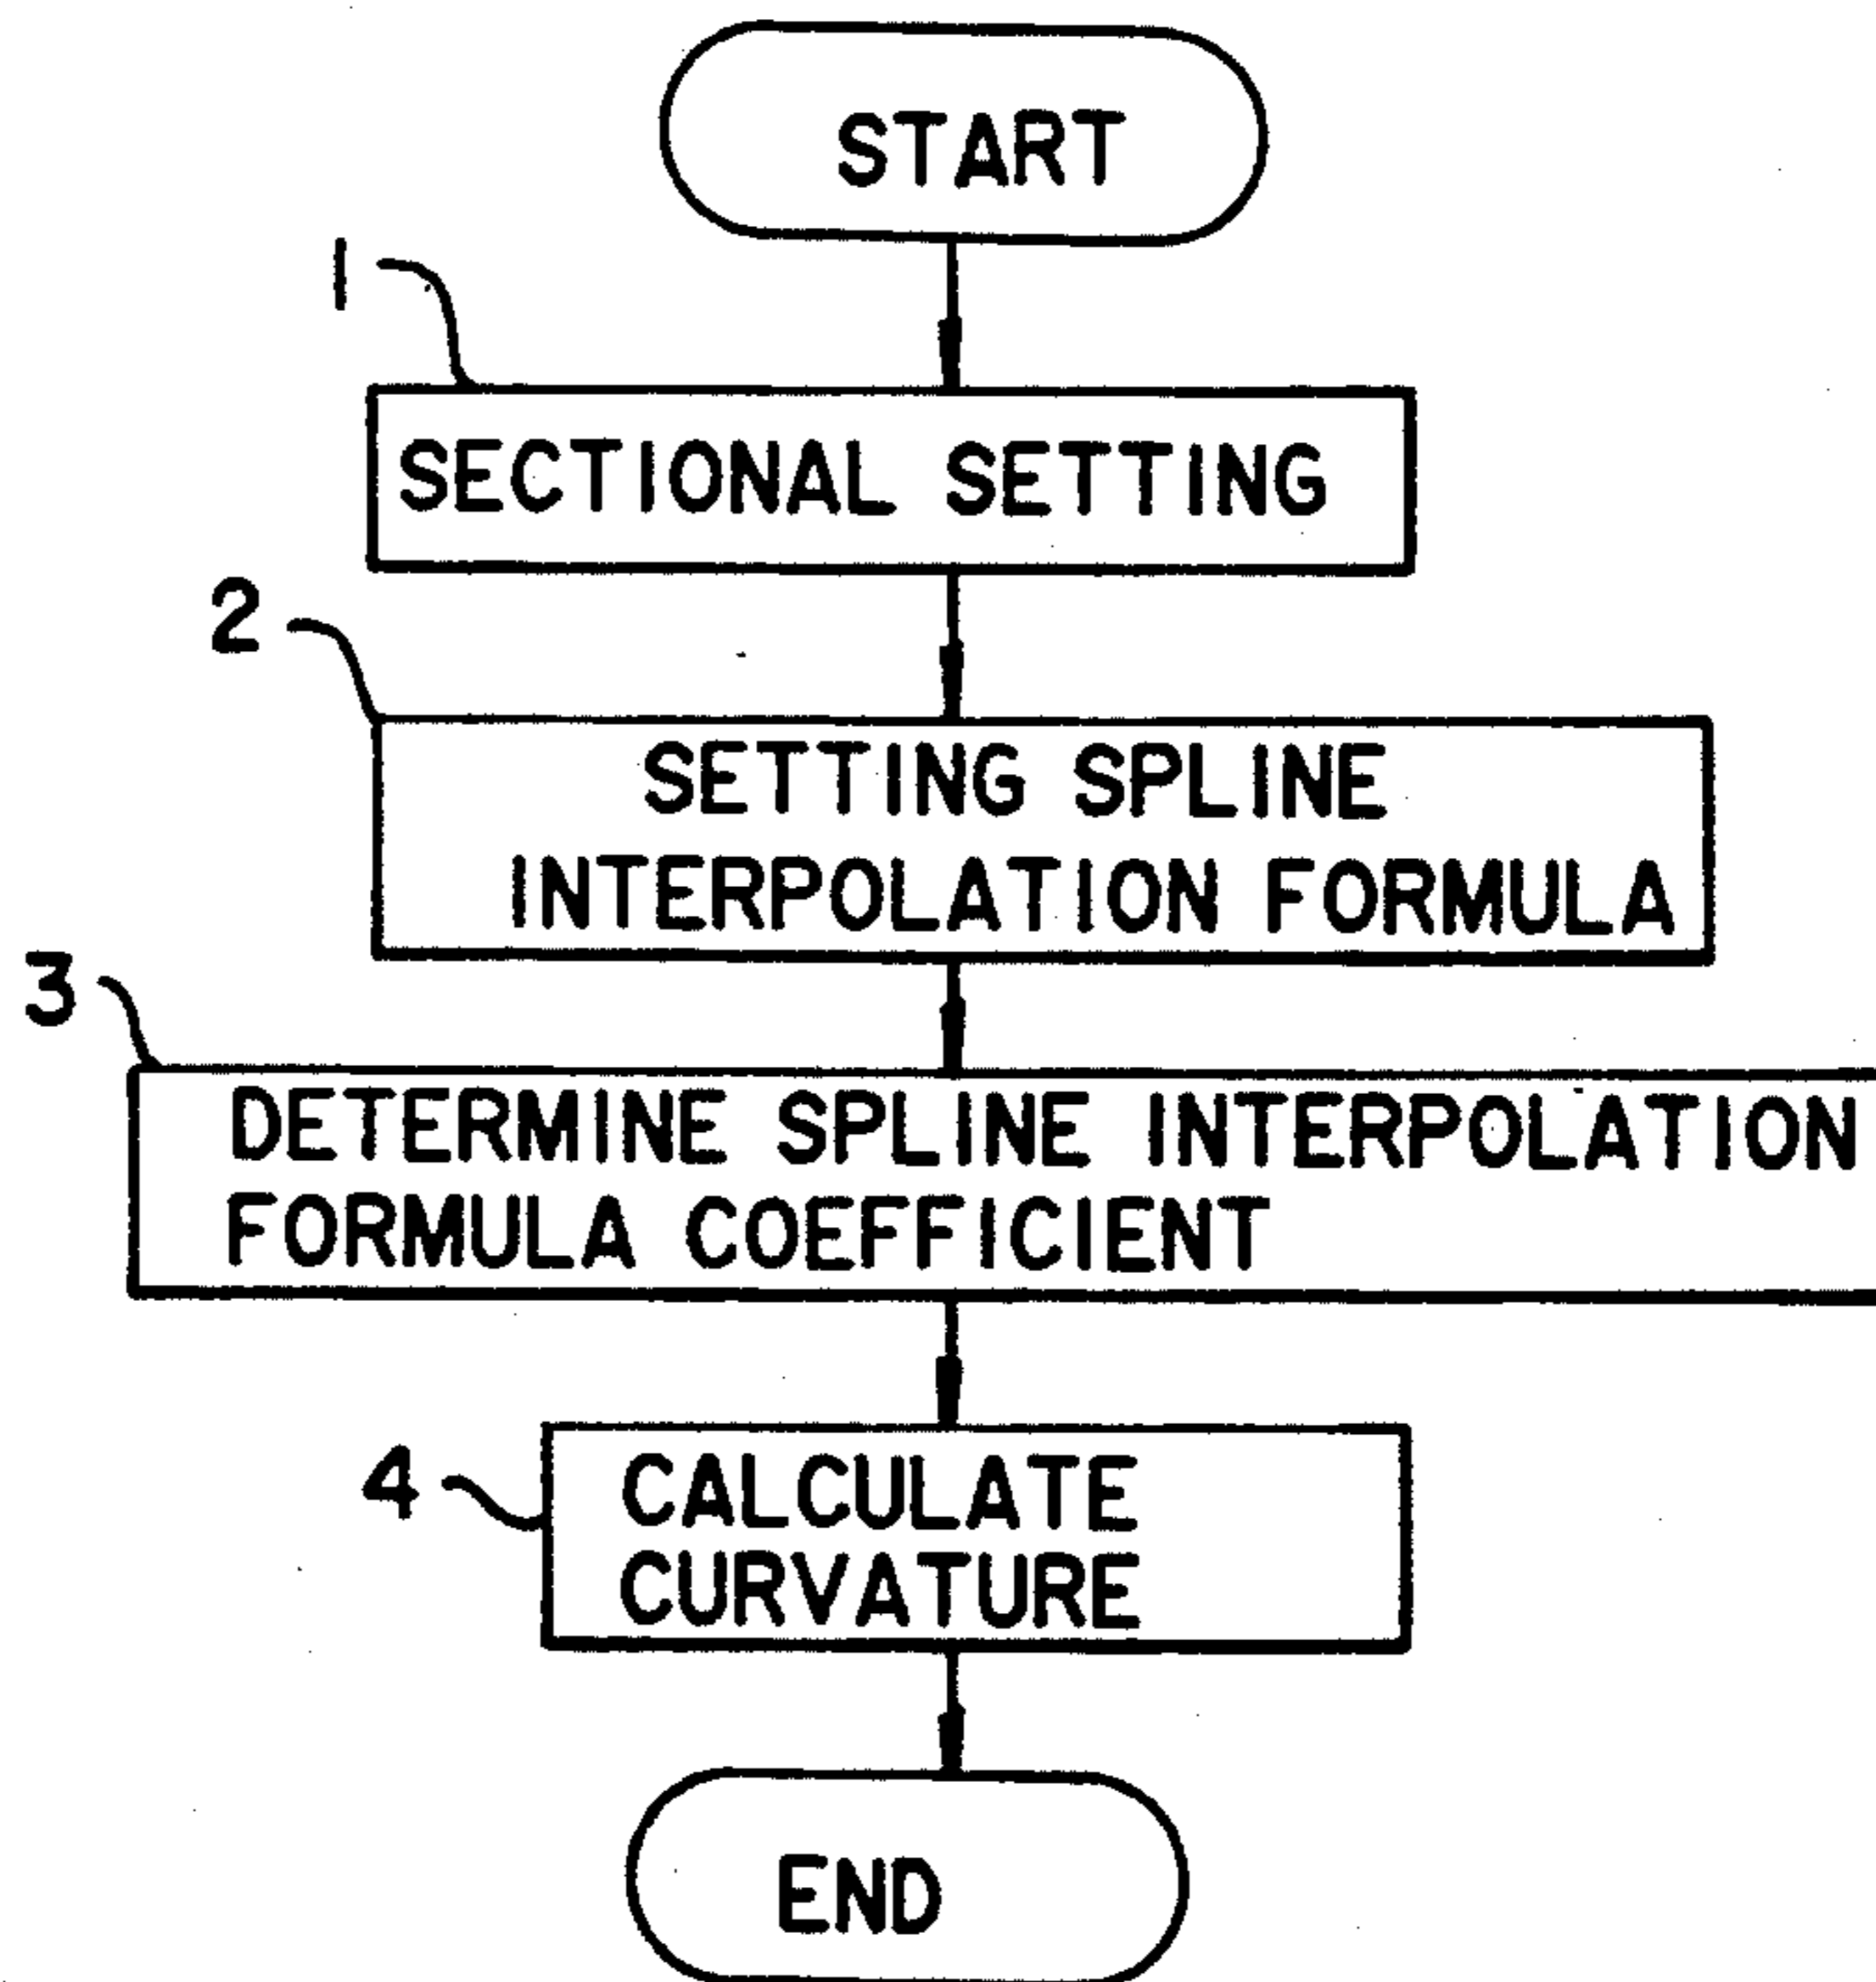 START
1
SECTIONAL SETTING
2
SETTING SPLINE
INTERPOLATION FORMULA
3
DETERMINE SPLINE INTERPOLATION
FORMULA COEFFICIENT
4
CALCULATE
CURVATURE
END